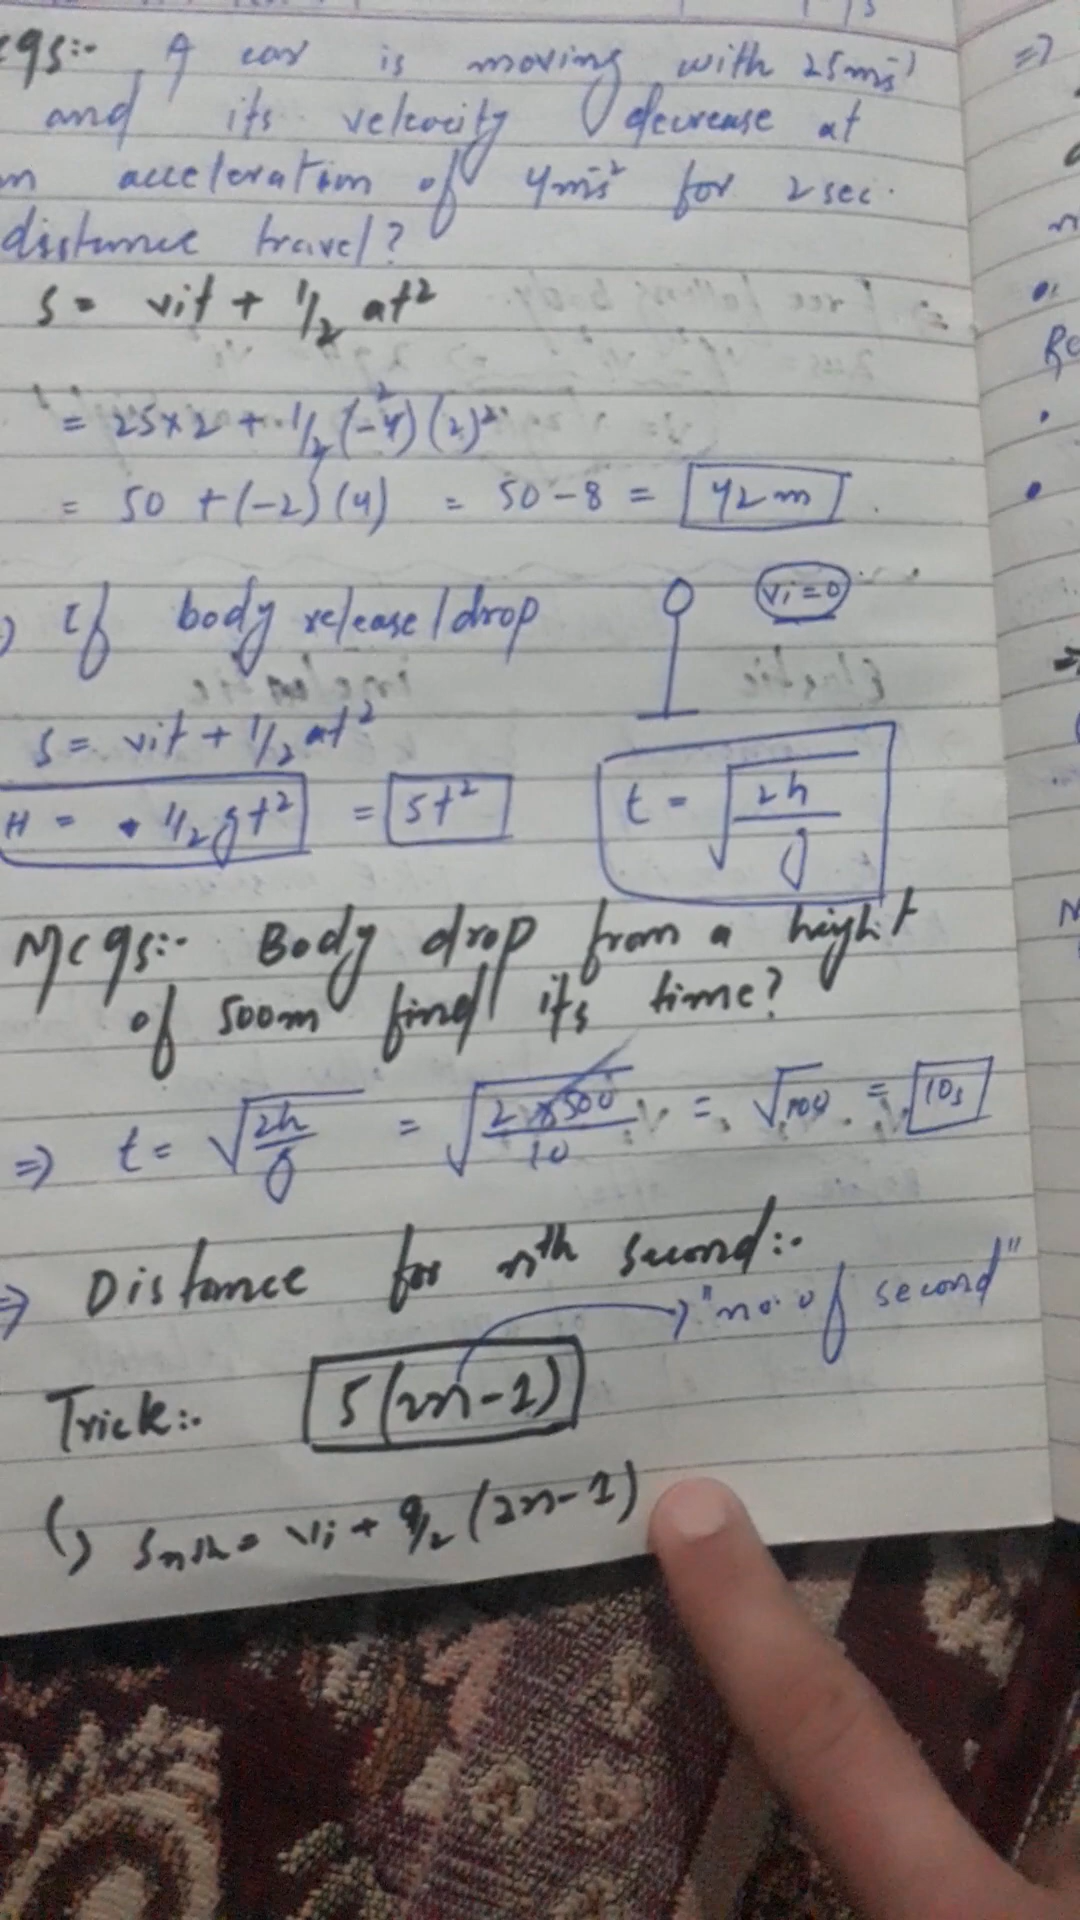 cqs:- A car is moving with 25ms⁻¹
and its velocity decrease at
an acceleration of 4ms⁻² for 2 sec.
distance travel?
S = vit + 1/2 at²
= 25×2 + 1/2 (-4) (2)²
= 50 + (-2) (4) = 50 - 8 = 42 m
If body release/drop
vi = 0
S = vit + 1/2 at²
H = 1/2 gt² = 5t²
t = √(2h/g)
Mcqs:- Body drop from a height
of 500m find its time?
⇒ t = √(2h/g) = √(2×500/10) = √100 = 10s
⇒ Distance for nth second:-
→ "no. of second"
Trick:- 5(2n-1)
↳ Snth = vi + a/2 (2n-1)